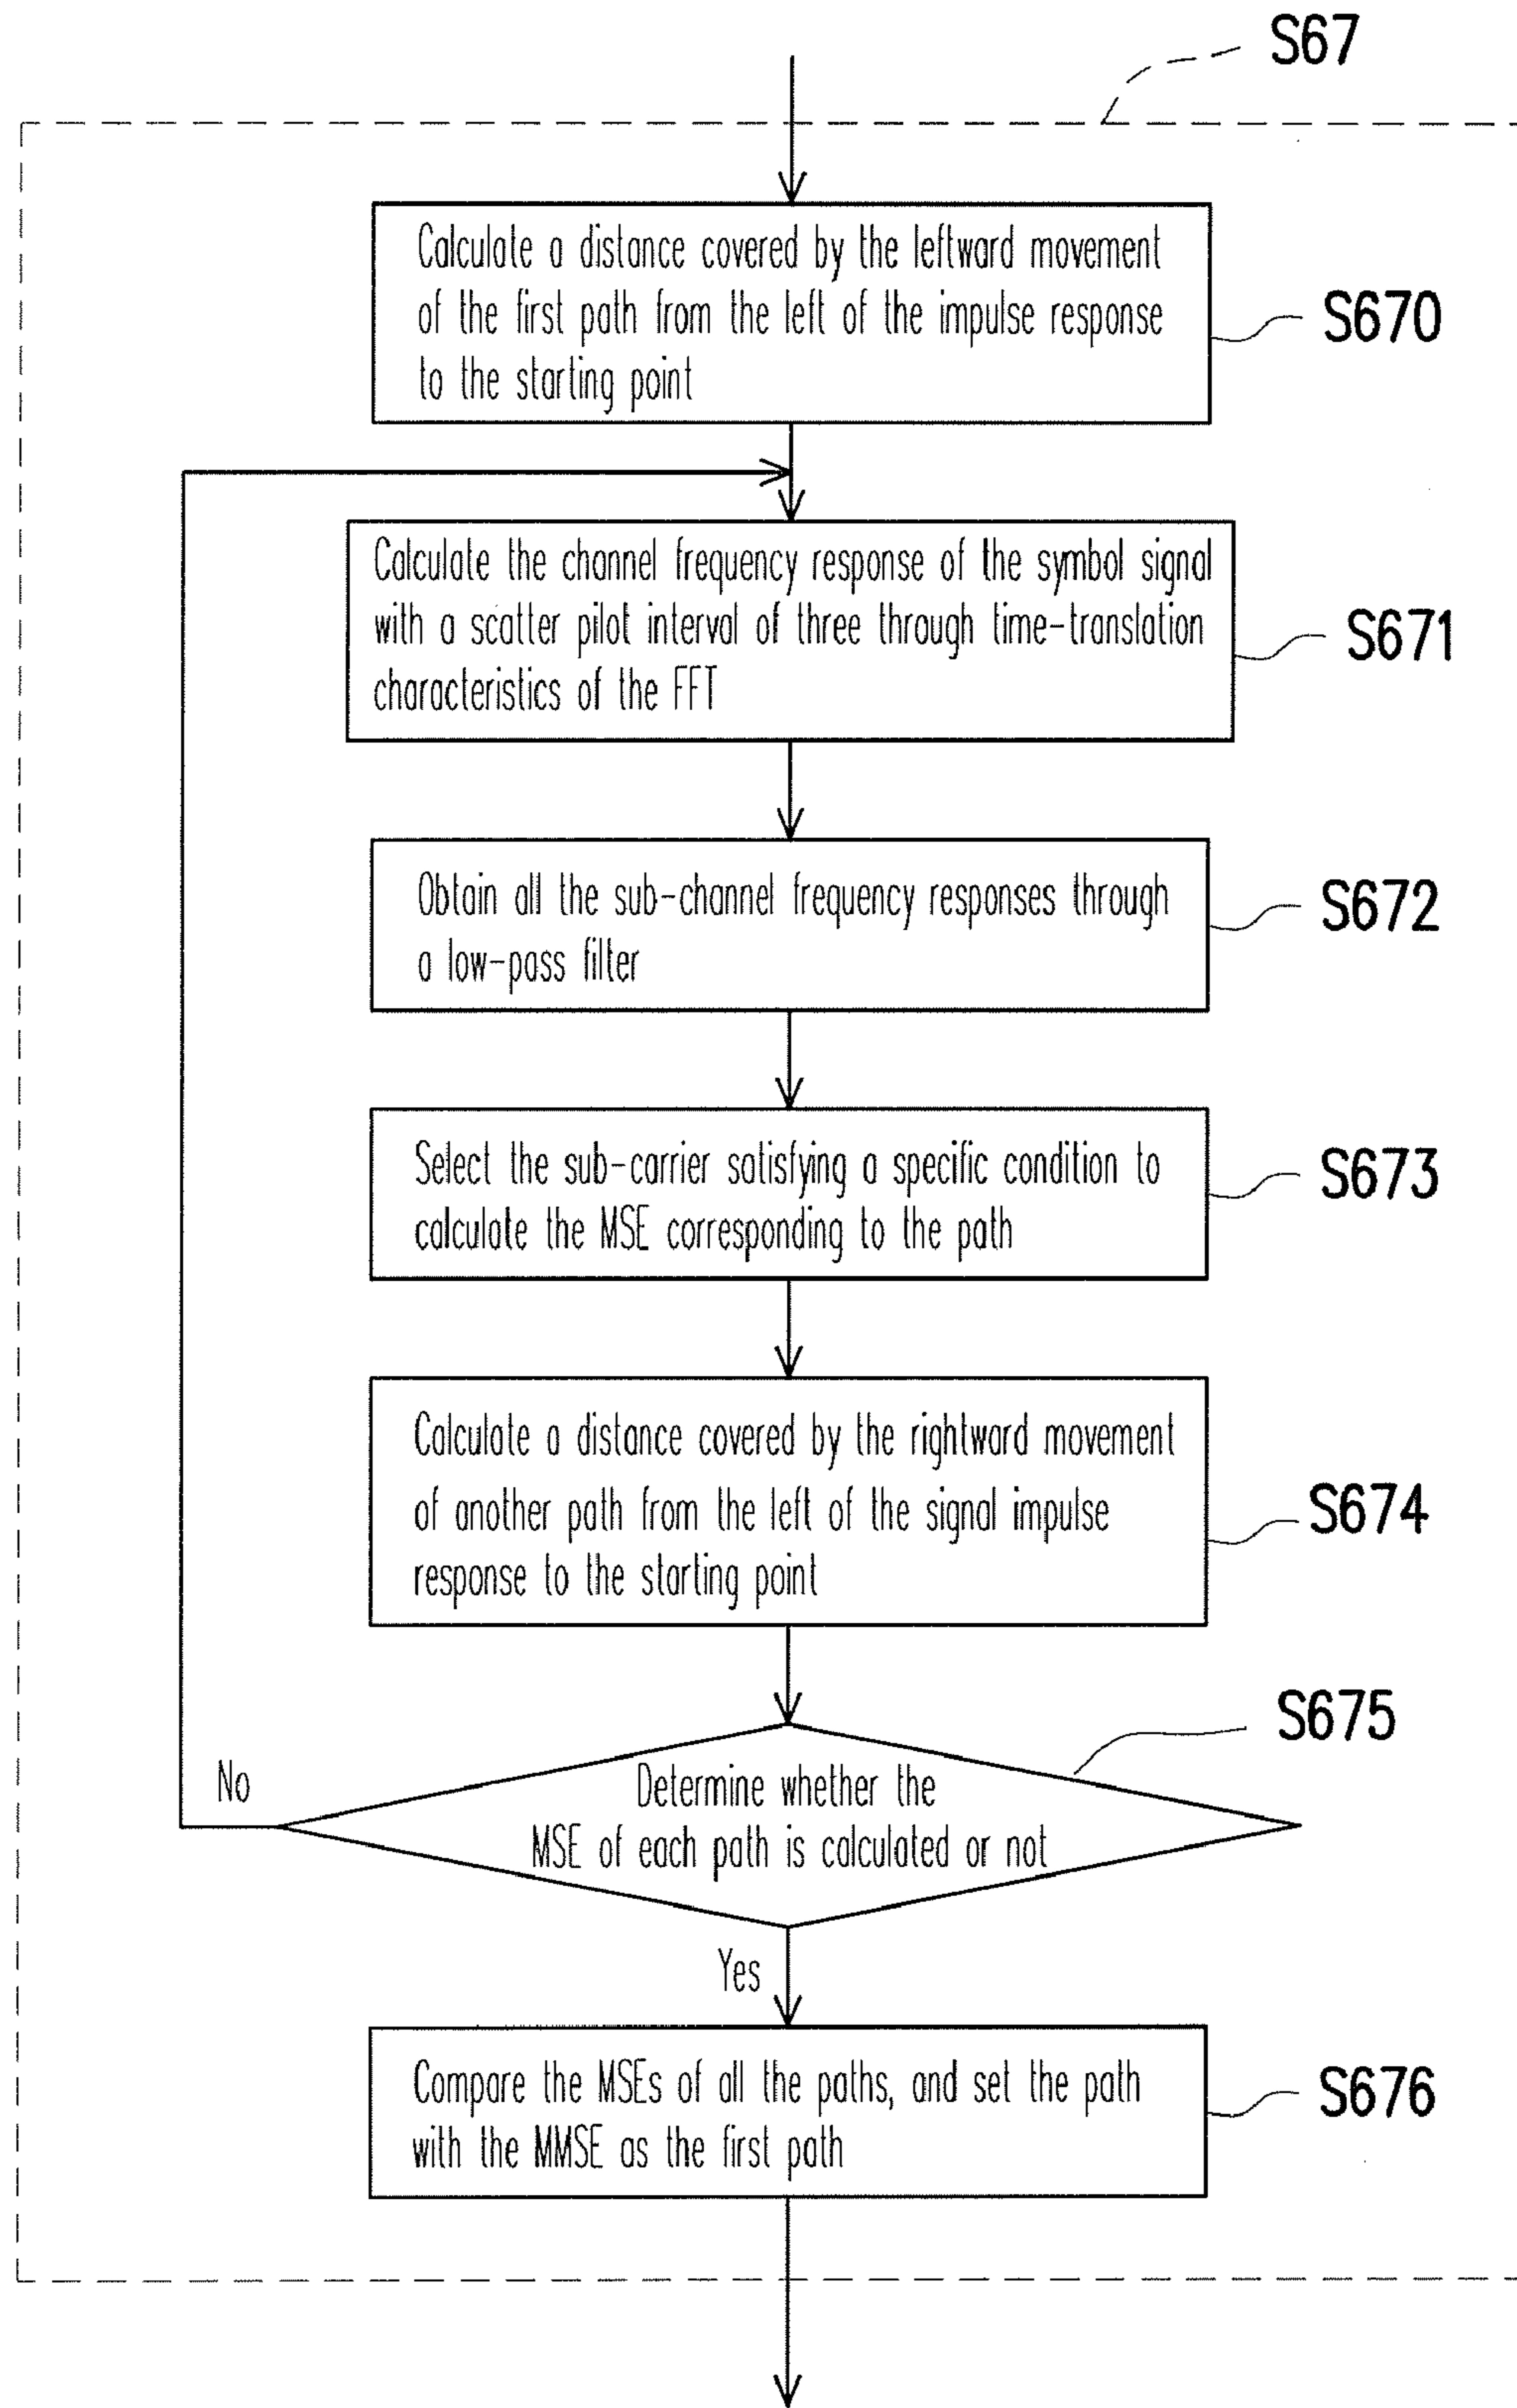 S67
Calculate a distance covered by the leftward movement
of the first path from the left of the impulse response
to the starting point
S670
Calculate the channel frequency response of the symbol signal
with a scatter pilot interval of three through time-translation
characteristics of the FFT
S671
Obtain all the sub-channel frequency responses through
a low-pass filter
S672
Select the sub-carrier satisfying a specific condition to
calculate the MSE corresponding to the path
S673
Calculate a distance covered by the rightward movement
of another path from the left of the signal impulse
response to the starting point
S674
S675
No
Determine whether the
MSE of each path is calculated or not
Yes
Compare the MSEs of all the paths, and set the path
with the MMSE as the first path
S676